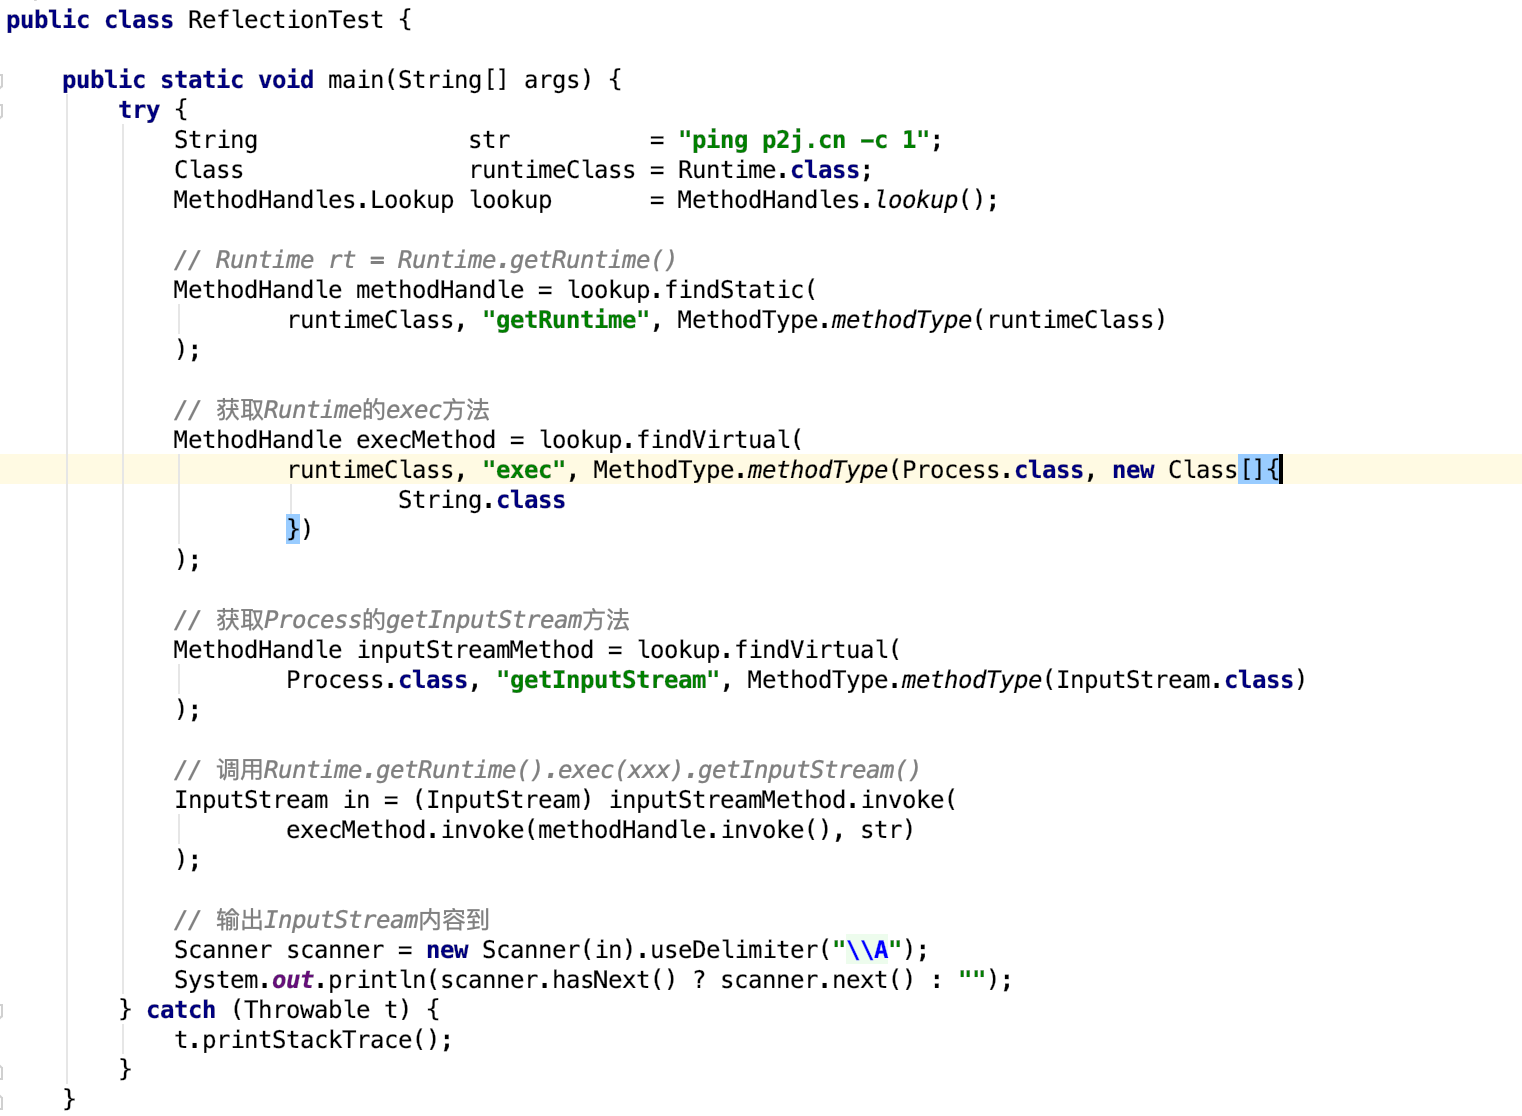 public class ReflectionTest {
public static void main(String[] args) {
try {
String str = "ping p2j.cn -c 1";
Class runtimeClass = Runtime.class;
MethodHandles.Lookup lookup = MethodHandles.lookup();
// Runtime rt = Runtime.getRuntime()
MethodHandle methodHandle = lookup.findStatic(
runtimeClass, "getRuntime", MethodType.methodType(runtimeClass)
);
// 获取Runtime的exec方法
MethodHandle execMethod = lookup.findVirtual(
runtimeClass, "exec", MethodType.methodType(Process.class, new Class[]{
String.class
})
);
// 获取Process的getInputStream方法
MethodHandle inputStreamMethod = lookup.findVirtual(
Process.class, "getInputStream", MethodType.methodType(InputStream.class)
);
// 调用Runtime.getRuntime().exec(xxx).getInputStream()
InputStream in = (InputStream) inputStreamMethod.invoke(
execMethod.invoke(methodHandle.invoke(), str)
);
// 输出InputStream内容到
Scanner scanner = new Scanner(in).useDelimiter("\\A");
System.out.println(scanner.hasNext() ? scanner.next() : "");
} catch (Throwable t) {
t.printStackTrace();
}
}